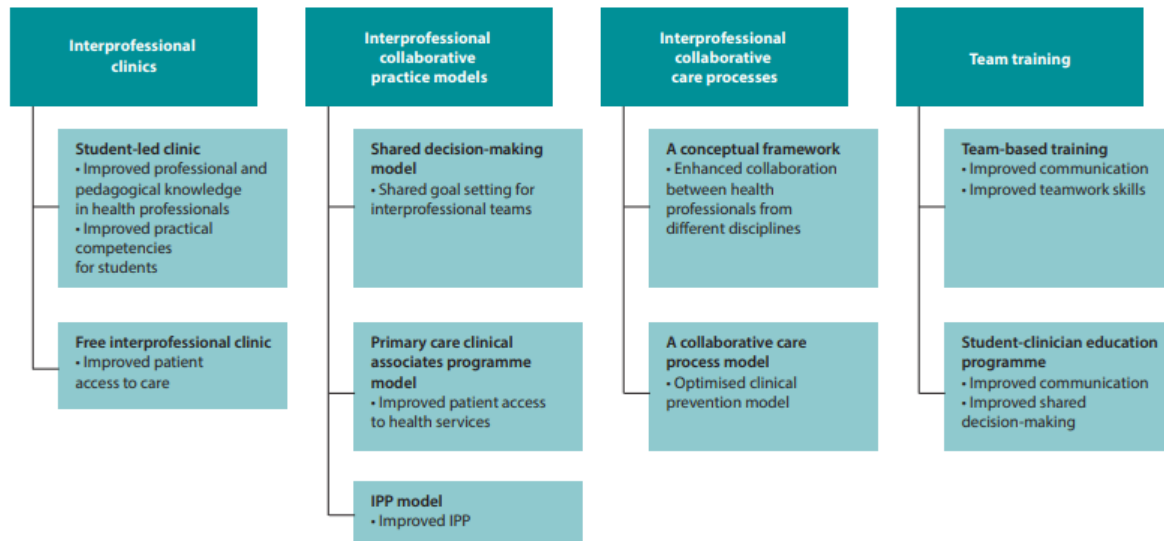 Interprofessional
clinics
Student-led clinic
• Improved professional and
pedagogical knowledge
in health professionals
• Improved practical
competencies
for students
Free interprofessional clinic
• Improved patient
access to care
Interprofessional
collaborative
practice models
Shared decision-making
model
• Shared goal setting for
interprofessional teams
Primary care clinical
associates programme
model
• Improved patient access
to health services
IPP model
• Improved IPP
Interprofessional
collaborative
care processes
A conceptual framework
• Enhanced collaboration
between health
professionals from
different disciplines
A collaborative care
process model
• Optimised clinical
prevention model
Team training
Team-based training
• Improved communication
• Improved teamwork skills
Student-clinician education
programme
• Improved communication
• Improved shared
decision-making